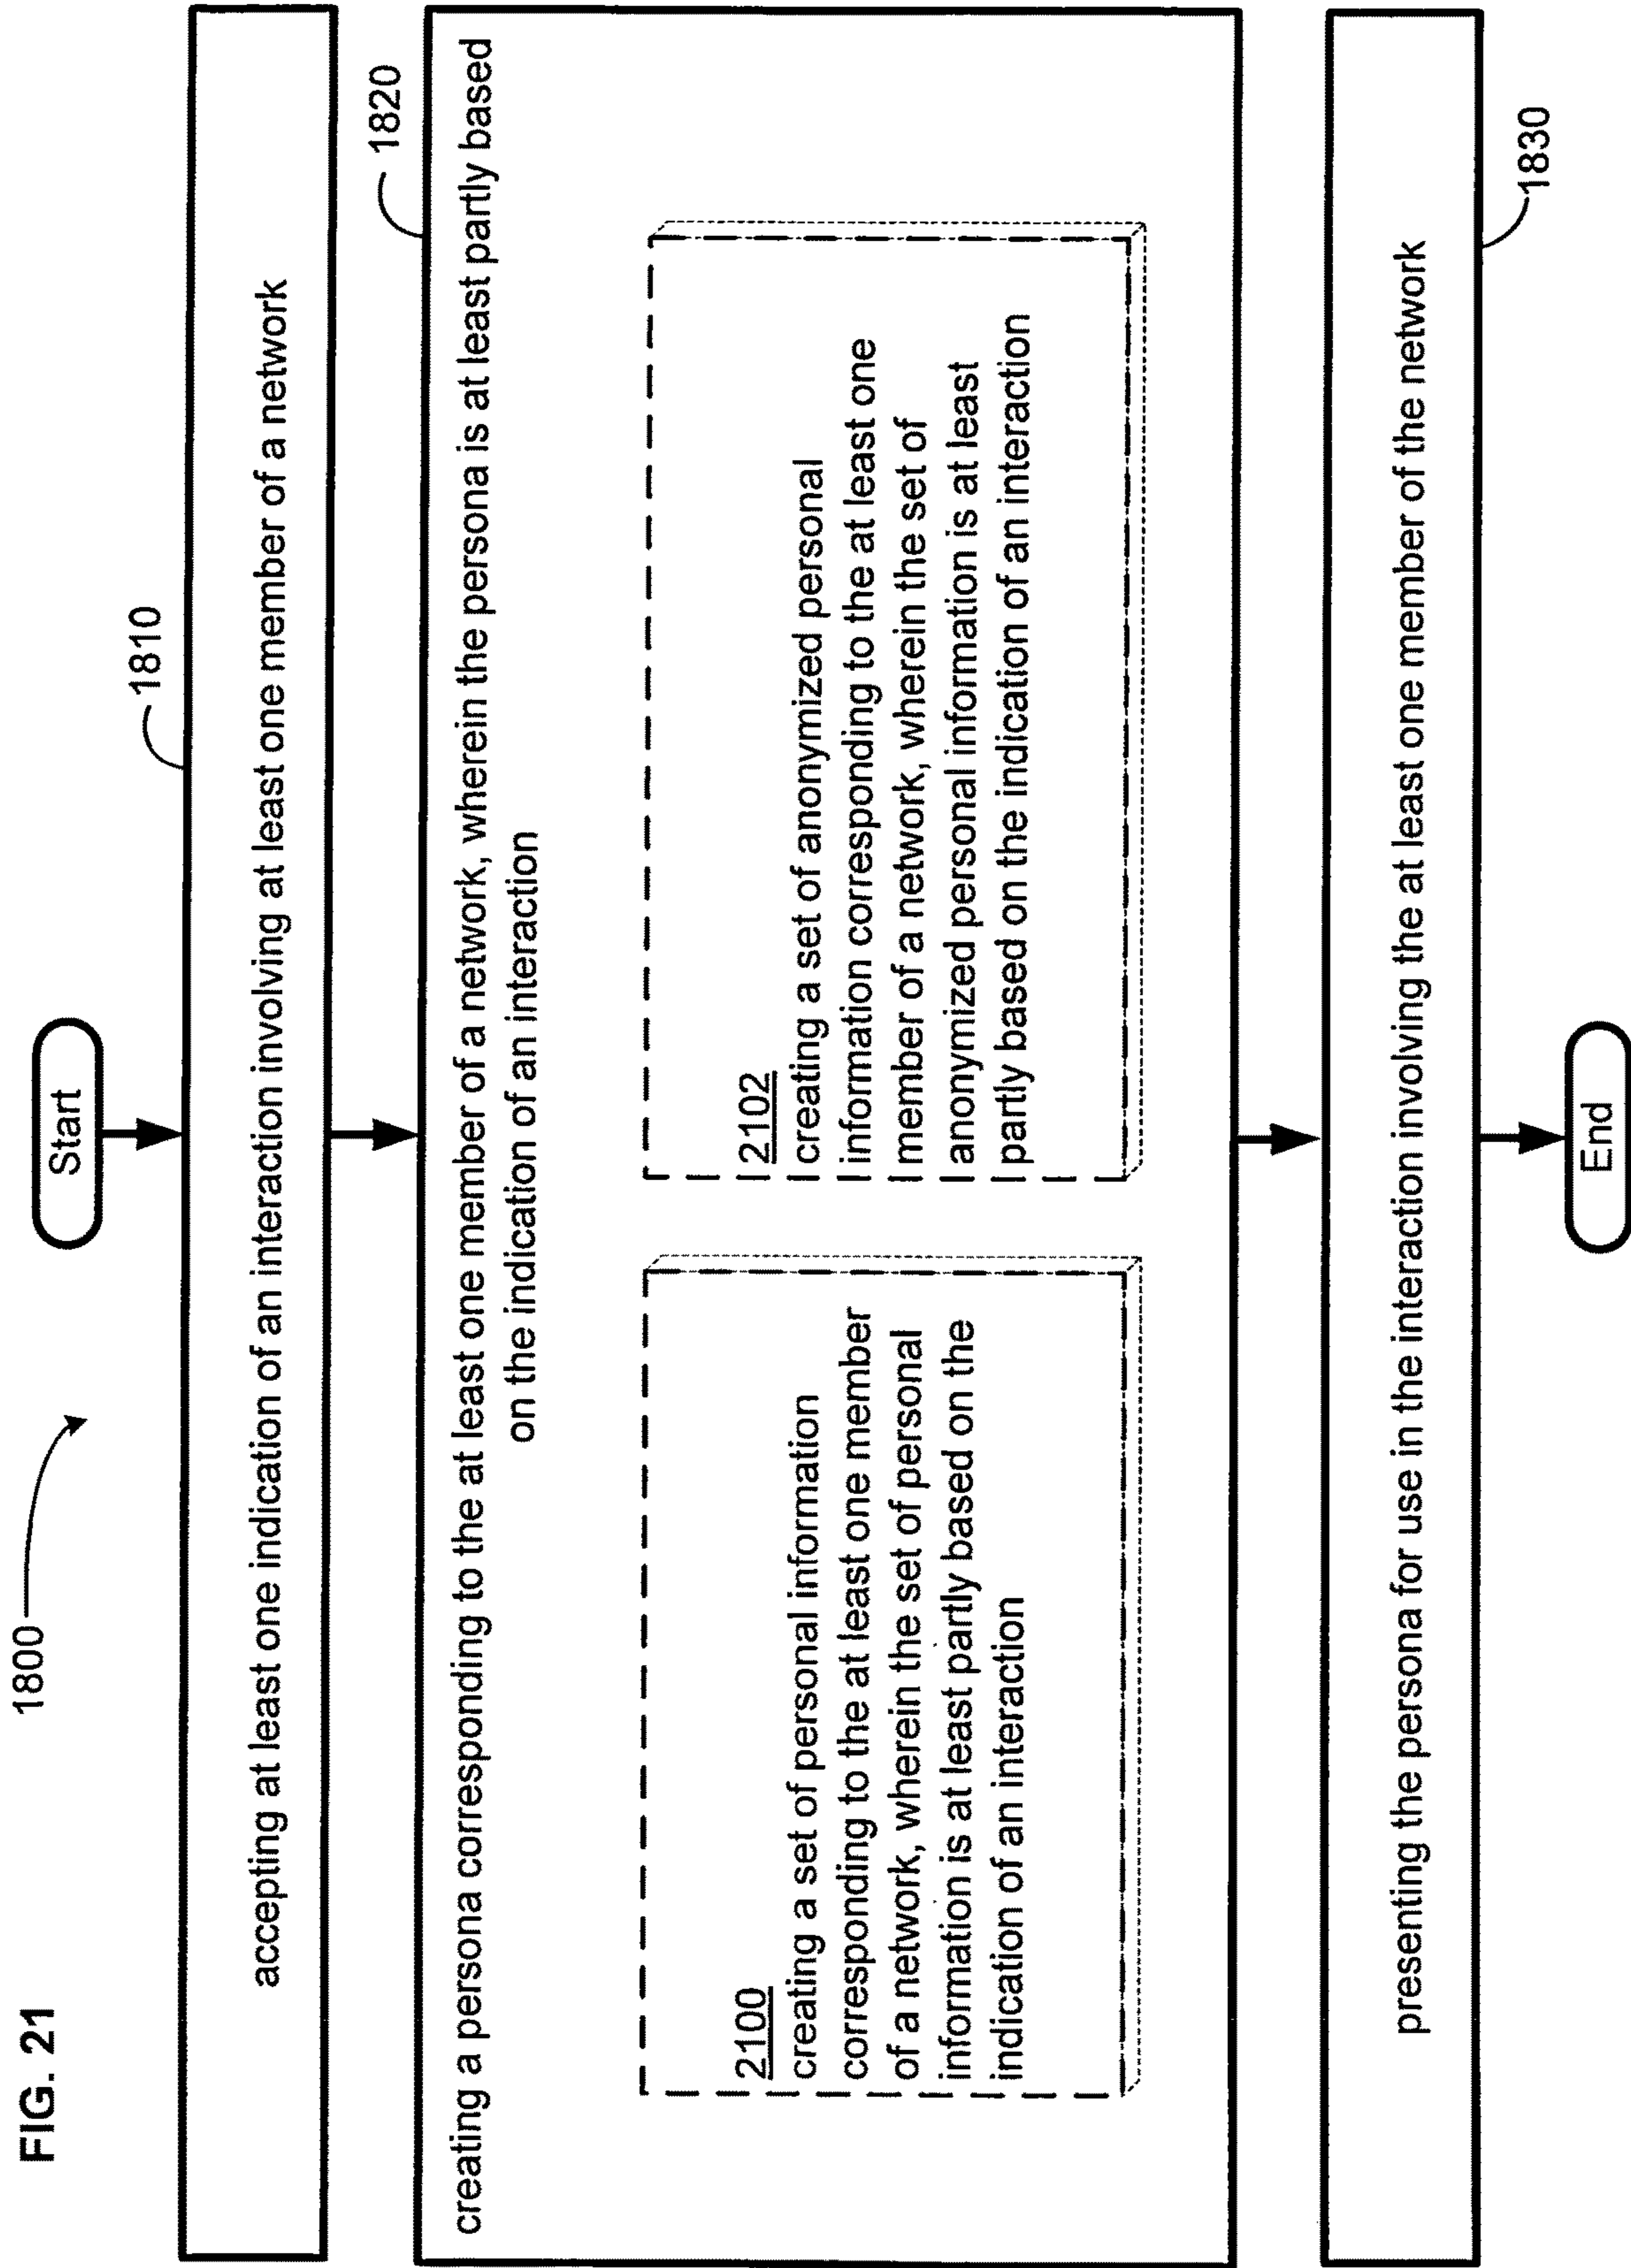 FIG. 21
1800
Start
1810
accepting at least one indication of an interaction involving at least one member of a network
1820
creating a persona corresponding to the at least one member of a network, wherein the persona is at least partly based
on the indication of an interaction
2100
creating a set of personal information
corresponding to the at least one member
of a network, wherein the set of personal
information is at least partly based on the
indication of an interaction
2102
creating a set of anonymized personal
information corresponding to the at least one
member of a network, wherein the set of
anonymized personal information is at least
partly based on the indication of an interaction
presenting the persona for use in the interaction involving the at least one member of the network
1830
End